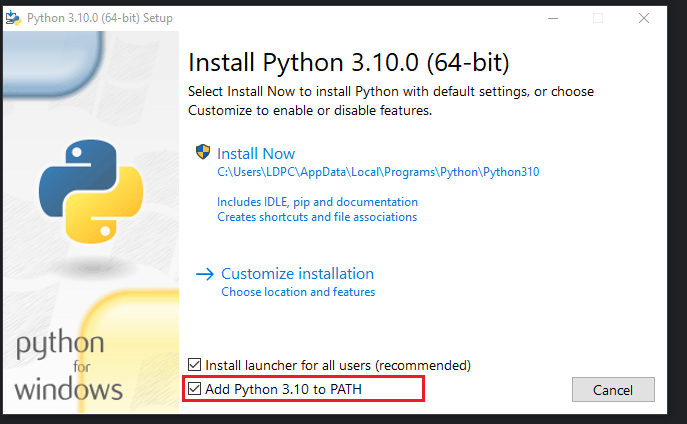 Python 3.10.0 (64-bit) Setup
Install Python 3.10.0 (64-bit)
Select Install Now to install Python with default settings, or choose
Customize to enable or disable features.
Install Now
C:\Users\LDPC\AppData\Local\Programs\Python\Python310
Includes IDLE, pip and documentation
Creates shortcuts and file associations
Customize installation
Choose location and features
Install launcher for all users (recommended)
Add Python 3.10 to PATH
Cancel
python
for
windows